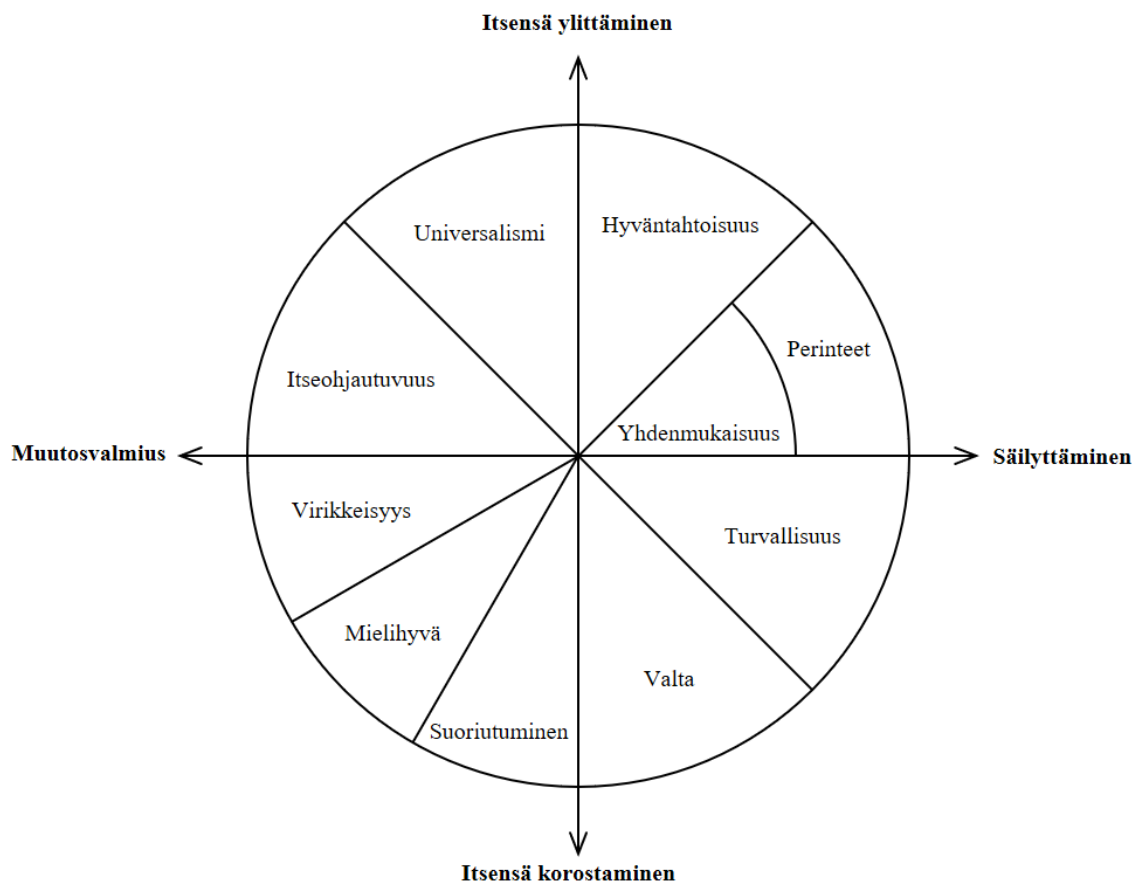 Itsensä ylittäminen
Hyväntahtoisuus
Universalismi
Perinteet
Itseohjautuvuus
Yhdenmukaisuus
Muutosvalmius
Säilyttäminen
Virikkeisyys
Turvallisuus
Mielihyvä
Valta
Suoriutuminen
Itsensä korostaminen